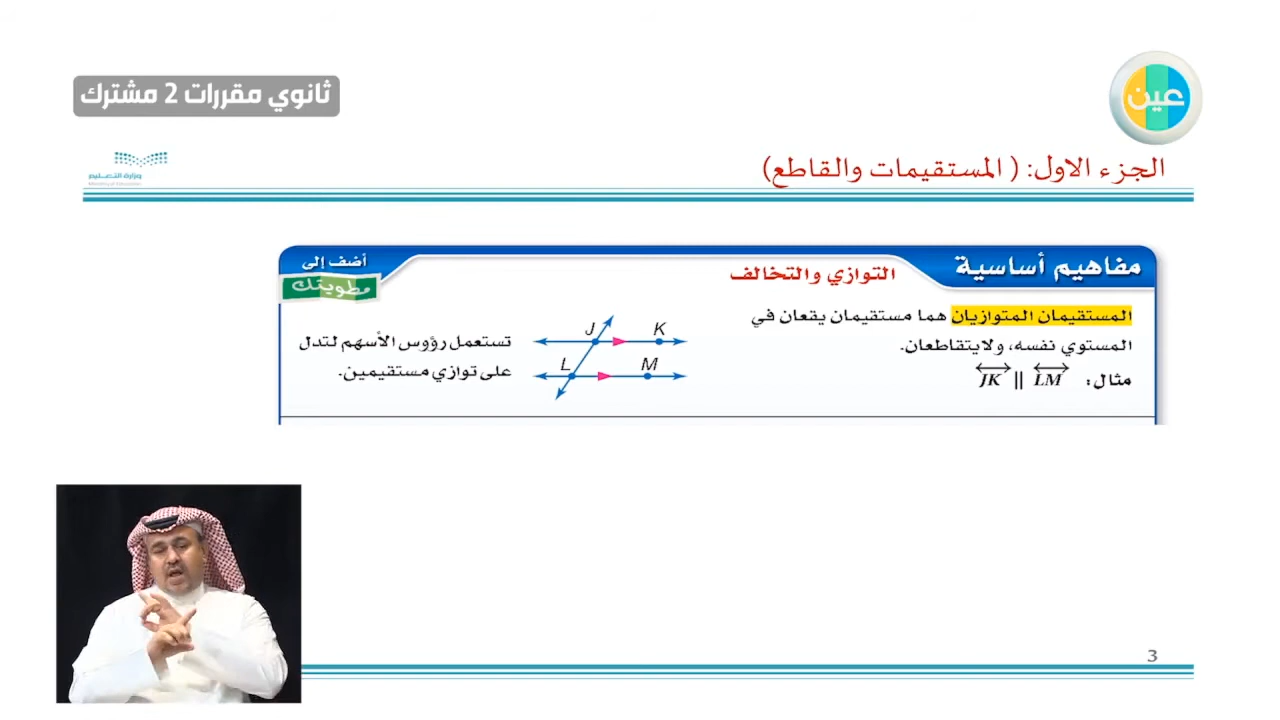 ثانوي مقررات 2 مشترك
عين
وزارة التعليم
Ministry of Education
الجزء الاول: ( المستقيمات والقاطع)
مفاهيم أساسية
التوازي والتخالف
أضف إلى
مطويتك
المستقيمان المتوازيان هما مستقيمان يقعان في
المستوي نفسه، ولايتقاطعان.
مثال: JK || LM
J K
L M
تستعمل رؤوس الأسهم لتدل
على توازي مستقيمين.
3